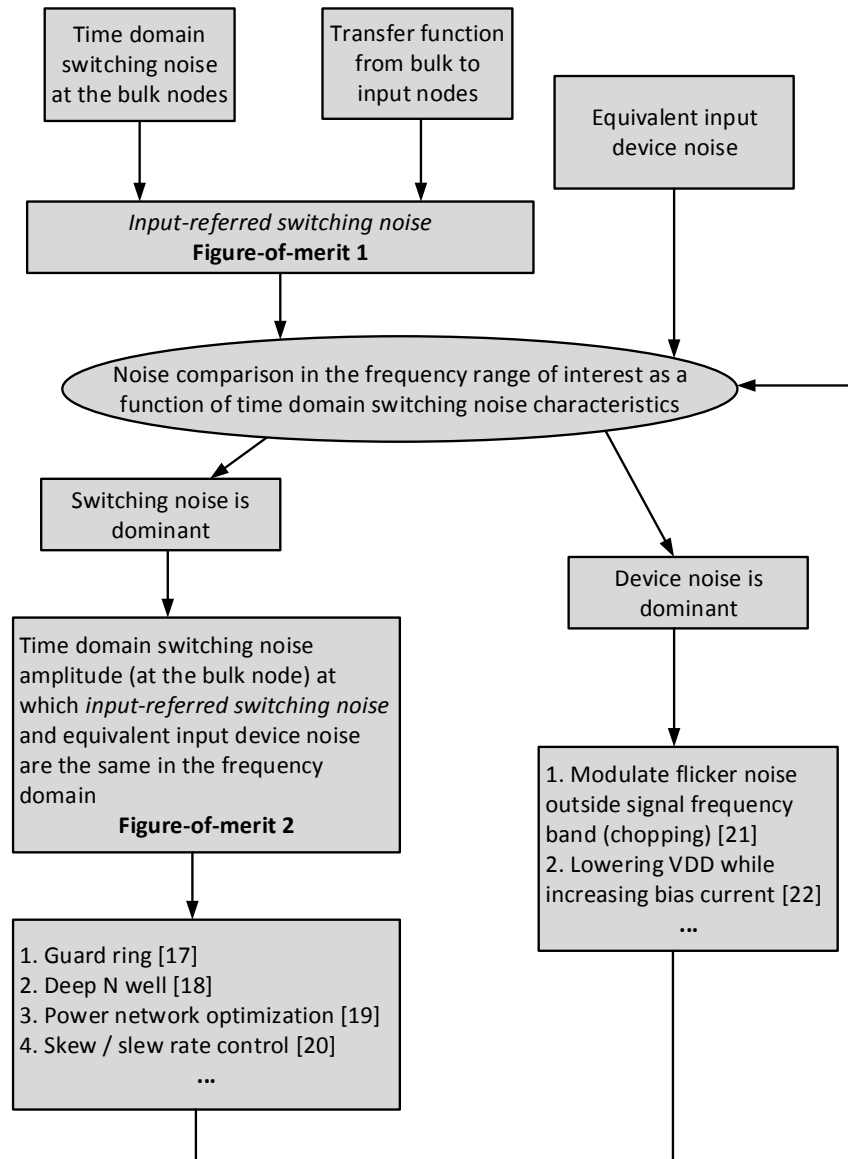 Time domain
switching noise
at the bulk nodes
Transfer function
from bulk to
input nodes
Equivalent input
device noise
Input-referred switching noise
Figure-of-merit 1
Noise comparison in the frequency range of interest as a
function of time domain switching noise characteristics
Switching noise is
dominant
Device noise is
dominant
Time domain switching noise
amplitude (at the bulk node) at
which input-referred switching noise
and equivalent input device noise
are the same in the frequency
domain
Figure-of-merit 2
1. Modulate flicker noise
outside signal frequency
band (chopping) [21]
2. Lowering VDD while
increasing bias current [22]
...
1. Guard ring [17]
2. Deep N well [18]
3. Power network optimization [19]
4. Skew / slew rate control [20]
...